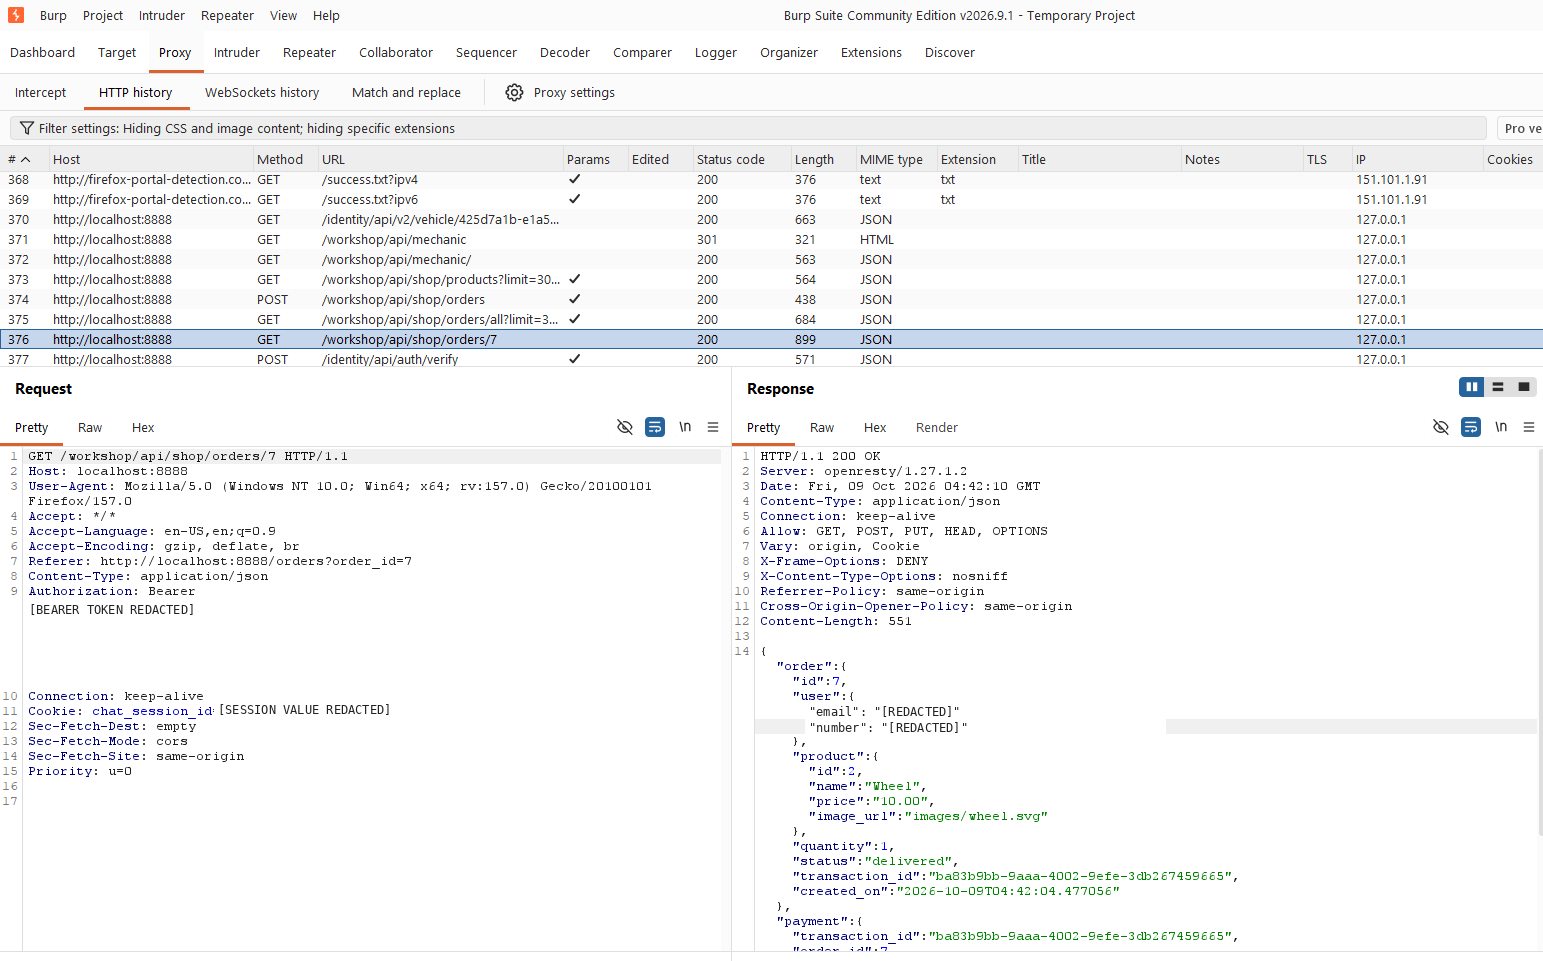 Burp Project Intruder Repeater View Help Burp Suite Community Edition v2026.9.1 - Temporary Project
Dashboard Target Proxy Intruder Repeater Collaborator Sequencer Decoder Comparer Logger Organizer Extensions Discover
Intercept HTTP history WebSockets history Match and replace Proxy settings
Filter settings: Hiding CSS and image content; hiding specific extensions Pro ve
# Host Method URL Params Edited Status code Length MIME type Extension Title Notes TLS IP Cookies
368 http://firefox-portal-detection.co... GET /success.txt?ipv4 ✓ 200 376 text txt 151.101.1.91
369 http://firefox-portal-detection.co... GET /success.txt?ipv6 ✓ 200 376 text txt 151.101.1.91
370 http://localhost:8888 GET /identity/api/v2/vehicle/425d7a1b-e1a5... 200 663 JSON 127.0.0.1
371 http://localhost:8888 GET /workshop/api/mechanic 301 321 HTML 127.0.0.1
372 http://localhost:8888 GET /workshop/api/mechanic/ 200 563 JSON 127.0.0.1
373 http://localhost:8888 GET /workshop/api/shop/products?limit=30... ✓ 200 564 JSON 127.0.0.1
374 http://localhost:8888 POST /workshop/api/shop/orders ✓ 200 438 JSON 127.0.0.1
375 http://localhost:8888 GET /workshop/api/shop/orders/all?limit=3... ✓ 200 684 JSON 127.0.0.1
376 http://localhost:8888 GET /workshop/api/shop/orders/7 200 899 JSON 127.0.0.1
377 http://localhost:8888 POST /identity/api/auth/verify ✓ 200 571 JSON 127.0.0.1
Request
Pretty Raw Hex \n
1 GET /workshop/api/shop/orders/7 HTTP/1.1
2 Host: localhost:8888
3 User-Agent: Mozilla/5.0 (Windows NT 10.0; Win64; x64; rv:157.0) Gecko/20100101
Firefox/157.0
4 Accept: */*
5 Accept-Language: en-US,en;q=0.9
6 Accept-Encoding: gzip, deflate, br
7 Referer: http://localhost:8888/orders?order_id=7
8 Content-Type: application/json
9 Authorization: Bearer
[BEARER TOKEN REDACTED]
10 Connection: keep-alive
11 Cookie: chat_session_id [SESSION VALUE REDACTED]
12 Sec-Fetch-Dest: empty
13 Sec-Fetch-Mode: cors
14 Sec-Fetch-Site: same-origin
15 Priority: u=0
16
17
Response
Pretty Raw Hex Render \n
1 HTTP/1.1 200 OK
2 Server: openresty/1.27.1.2
3 Date: Fri, 09 Oct 2026 04:42:10 GMT
4 Content-Type: application/json
5 Connection: keep-alive
6 Allow: GET, POST, PUT, HEAD, OPTIONS
7 Vary: origin, Cookie
8 X-Frame-Options: DENY
9 X-Content-Type-Options: nosniff
10 Referrer-Policy: same-origin
11 Cross-Origin-Opener-Policy: same-origin
12 Content-Length: 551
13
14 {
"order":{
"id":7,
"user":{
"email": "[REDACTED]"
"number": "[REDACTED]"
},
"product":{
"id":2,
"name":"Wheel",
"price":"10.00",
"image_url":"images/wheel.svg"
},
"quantity":1,
"status":"delivered",
"transaction_id":"ba83b9bb-9aaa-4002-9efe-3db267459665",
"created_on":"2026-10-09T04:42:04.477056"
},
"payment":{
"transaction_id":"ba83b9bb-9aaa-4002-9efe-3db267459665",
"order_id":7,